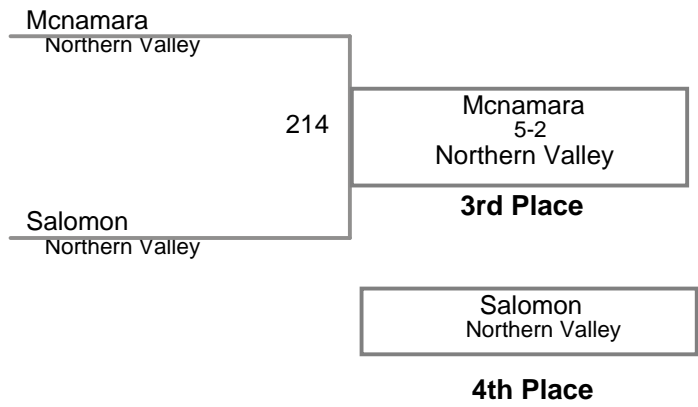 Mcnamara
Northern Valley
214
Mcnamara
5-2
Northern Valley
3rd Place
Salomon
Northern Valley
Salomon
Northern Valley
4th Place